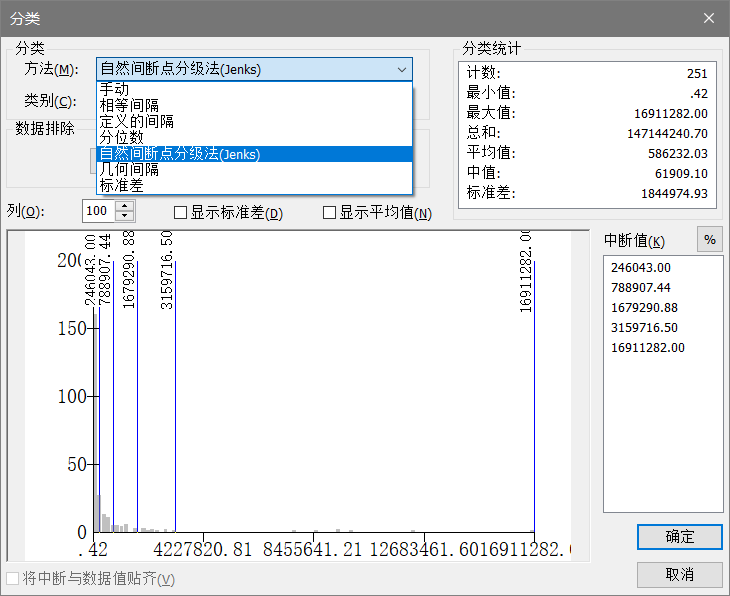 分类
分类
方法(M):
自然间断点分级法(Jenks)
手动
相等间隔
定义的间隔
分位数
自然间断点分级法(Jenks)
几何间隔
标准差
类别(C):
数据排除
分类统计
计数: 251
最小值: .42
最大值: 16911282.00
总和: 147144240.70
平均值: 586232.03
中值: 61909.10
标准差: 1844974.93
列(O): 100
显示标准差(D)
显示平均值(N)
中断值(K)
%
246043.00
788907.44
1679290.88
3159716.50
16911282.00
246043.00
788907.44
1679290.88
3159716.50
16911282.00
200
150
100
50
0
.42 4227820.81 8455641.21 12683461.60 16911282.0
将中断与数据值贴齐(V)
确定
取消